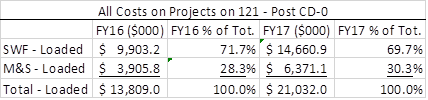 All Costs on Projects on 121 - Post CD-0
FY16 ($000) FY16 % of Tot. FY17 ($000) FY17 % of Tot.
SWF - Loaded $ 9,903.2 71.7% $ 14,660.9 69.7%
M&S - Loaded $ 3,905.8 28.3% $ 6,371.1 30.3%
Total - Loaded $ 13,809.0 100.0% $ 21,032.0 100.0%